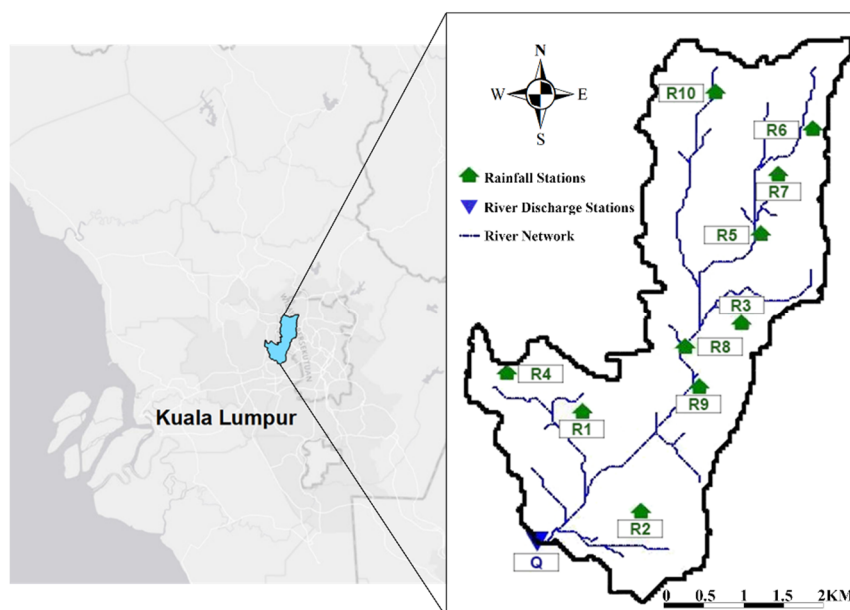 Kuala Lumpur
N
W
E
S
Rainfall Stations
River Discharge Stations
River Network
R10
R6
R7
R5
R3
R8
R4
R9
R1
R2
Q
0 0.5 1 1.5 2KM